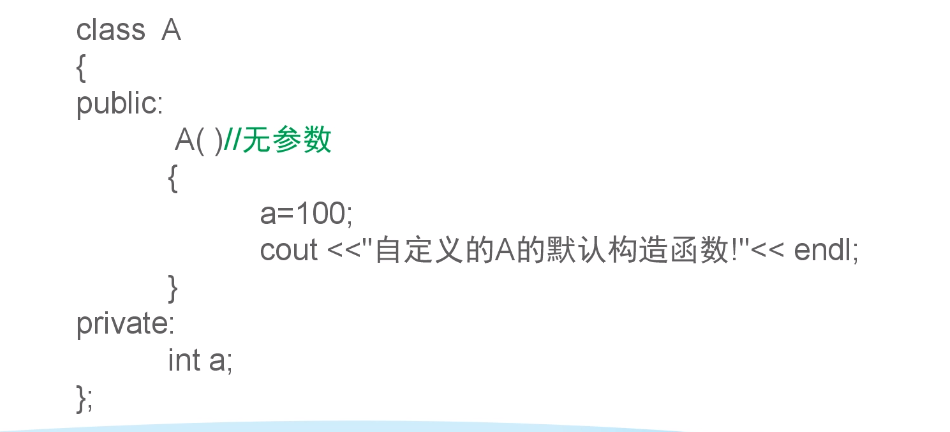 class  A
{
public:
A( )//无参数
{
a=100;
cout <<"自定义的A的默认构造函数!"<< endl;
}
private:
int a;
};